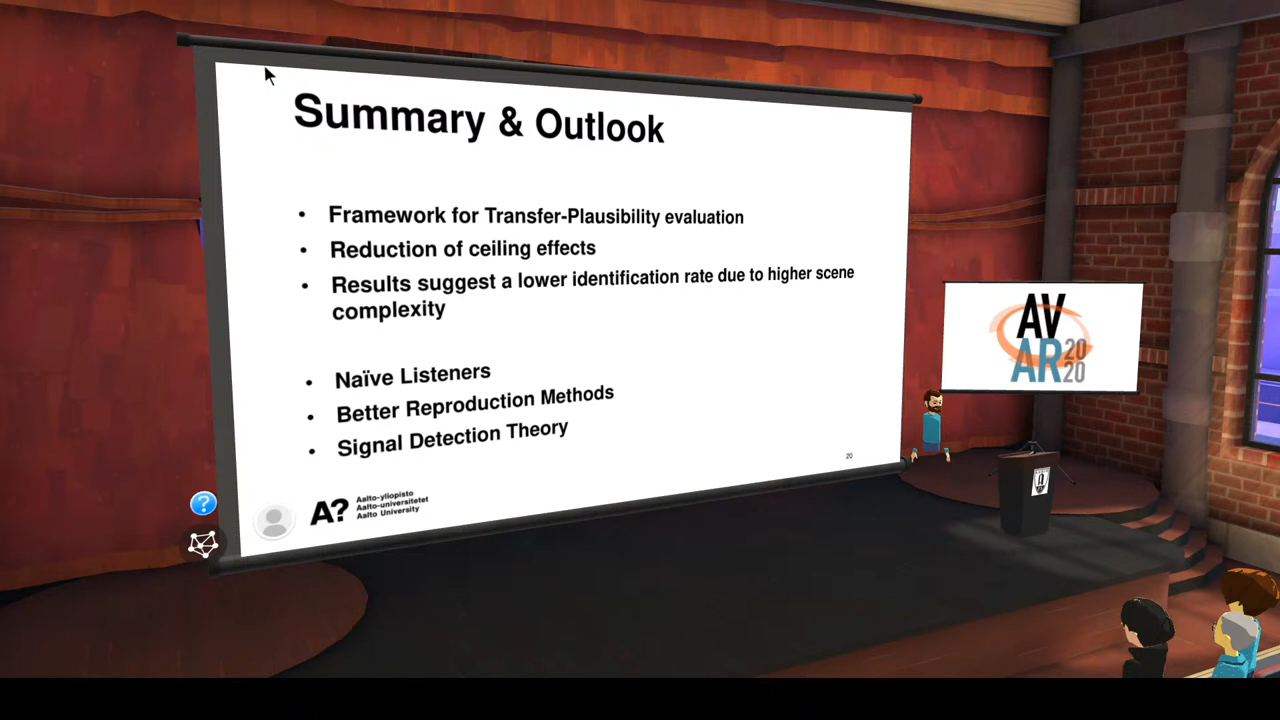 Summary & Outlook
• Framework for Transfer-Plausibility evaluation
• Reduction of ceiling effects
• Results suggest a lower identification rate due to higher scene
complexity
• Naïve Listeners
• Better Reproduction Methods
• Signal Detection Theory
20
A?
Aalto-yliopisto
Aalto-universitetet
Aalto University
?
AV
AR 20
20